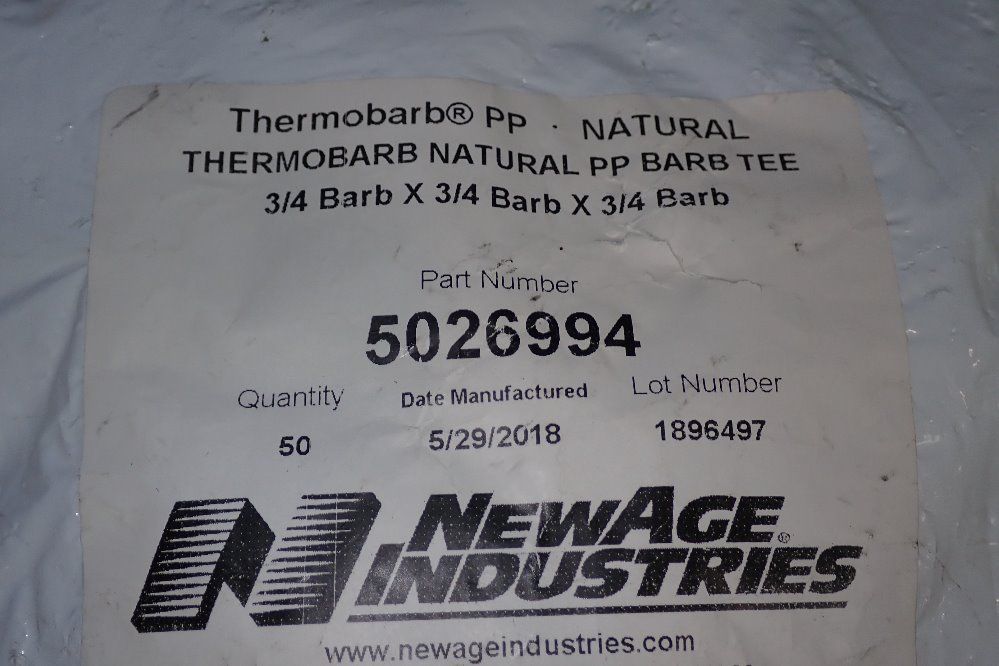 Thermobarb® PP · NATURAL
THERMOBARB NATURAL PP BARB TEE
3/4 Barb X 3/4 Barb X 3/4 Barb
Part Number
5026994
Quantity Date Manufactured Lot Number
50 5/29/2018 1896497
NEWAGE
INDUSTRIES®
www.newageindustries.com